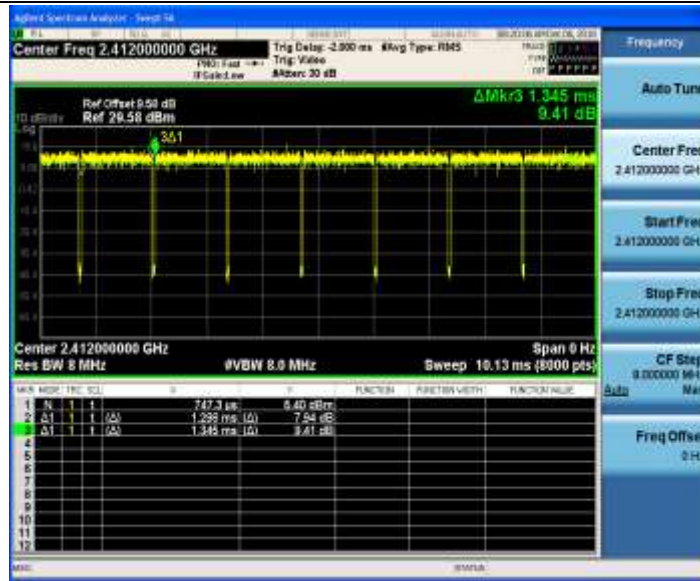 Agilent Spectrum Analyzer - Swept SA
Center Freq 2.412000000 GHz
PNO: Fast
IFGain:Low
Trig Delay: -2.000 ms
Trig: Video
#Atten: 30 dB
#Avg Type: RMS
Ref Offset 9.58 dB
Ref 29.58 dBm
10 dB/div
Log
ΔMkr3 1.345 ms
9.41 dB
3Δ1
Center 2.412000000 GHz
Span 0 Hz
Res BW 8 MHz
#VBW 8.0 MHz
Sweep 10.13 ms (8000 pts)
MKR MODE TRC SCL X Y FUNCTION FUNCTION WIDTH FUNCTION VALUE
1 N 1 t 747.3 µs 6.40 dBm
2 Δ1 1 t (Δ) 1.298 ms (Δ) 7.94 dB
3 Δ1 1 t (Δ) 1.345 ms (Δ) 9.41 dB
4
5
6
7
8
9
10
11
12
MSG
STATUS
Frequency
Auto Tune
Center Freq
2.412000000 GHz
Start Freq
2.412000000 GHz
Stop Freq
2.412000000 GHz
CF Step
8.000000 MHz
Auto Man
Freq Offset
0 Hz